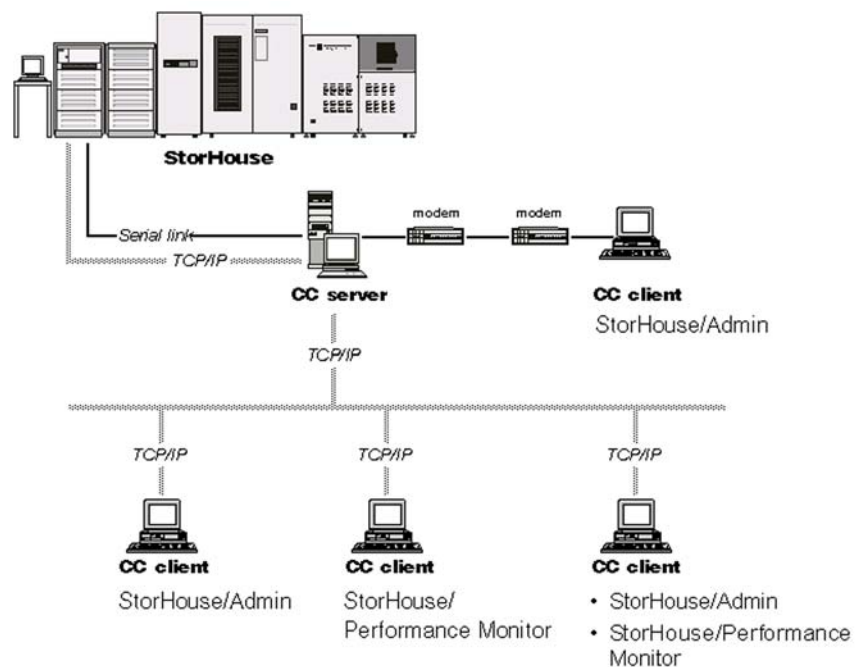 StorHouse
modem
modem
Serial link
TCP/IP
CC server
CC client
StorHouse/Admin
TCP/IP
TCP/IP
TCP/IP
TCP/IP
CC client
StorHouse/Admin
CC client
StorHouse/
Performance Monitor
CC client
• StorHouse/Admin
• StorHouse/Performance
Monitor